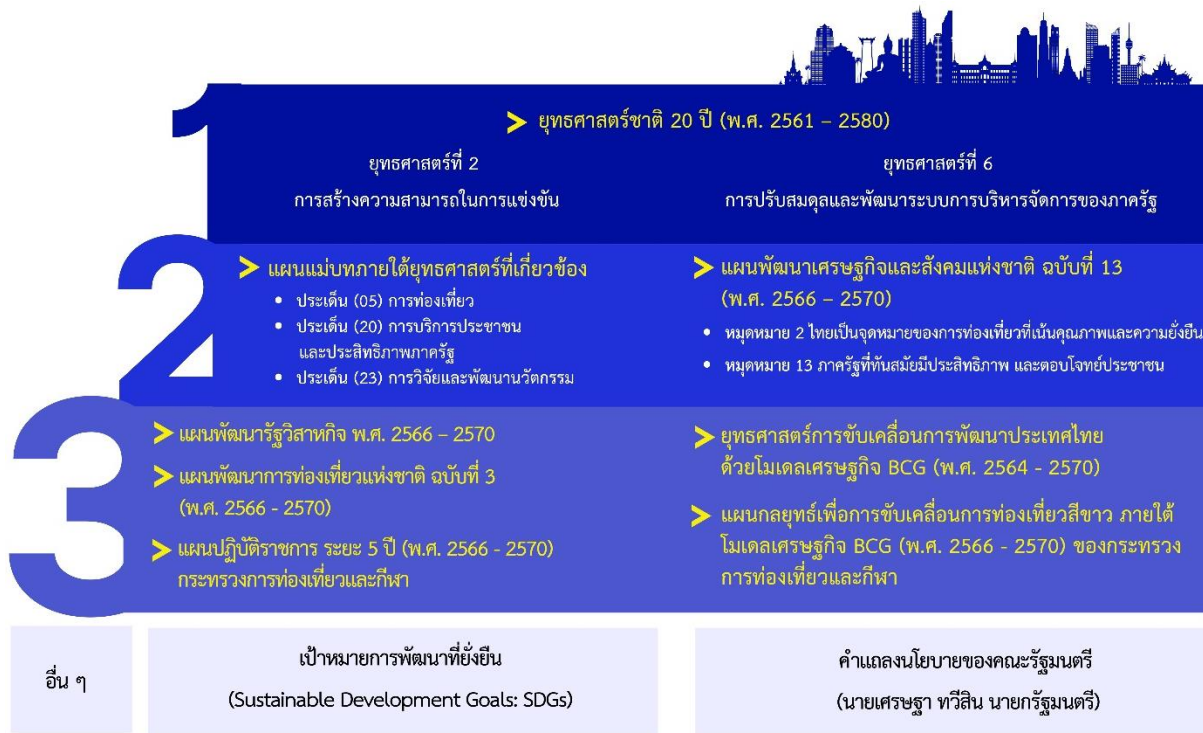 1
> ยุทธศาสตร์ชาติ 20 ปี (พ.ศ. 2561 – 2580)
ยุทธศาสตร์ที่ 2
การสร้างความสามารถในการแข่งขัน
ยุทธศาสตร์ที่ 6
การปรับสมดุลและพัฒนาระบบการบริหารจัดการของภาครัฐ
2
> แผนแม่บทภายใต้ยุทธศาสตร์ที่เกี่ยวข้อง
• ประเด็น (05) การท่องเที่ยว
• ประเด็น (20) การบริการประชาชน
และประสิทธิภาพภาครัฐ
• ประเด็น (23) การวิจัยและพัฒนานวัตกรรม
> แผนพัฒนาเศรษฐกิจและสังคมแห่งชาติ ฉบับที่ 13
(พ.ศ. 2566 – 2570)
• หมุดหมาย 2 ไทยเป็นจุดหมายของการท่องเที่ยวที่เน้นคุณภาพและความยั่งยืน
• หมุดหมาย 13 ภาครัฐที่ทันสมัยมีประสิทธิภาพ และตอบโจทย์ประชาชน
3
> แผนพัฒนารัฐวิสาหกิจ พ.ศ. 2566 – 2570
> แผนพัฒนาการท่องเที่ยวแห่งชาติ ฉบับที่ 3
(พ.ศ. 2566 - 2570)
> แผนปฏิบัติราชการ ระยะ 5 ปี (พ.ศ. 2566 - 2570)
กระทรวงการท่องเที่ยวและกีฬา
> ยุทธศาสตร์การขับเคลื่อนการพัฒนาประเทศไทย
ด้วยโมเดลเศรษฐกิจ BCG (พ.ศ. 2564 - 2570)
> แผนกลยุทธ์เพื่อการขับเคลื่อนการท่องเที่ยวสีขาว ภายใต้
โมเดลเศรษฐกิจ BCG (พ.ศ. 2566 - 2570) ของกระทรวง
การท่องเที่ยวและกีฬา
อื่น ๆ
เป้าหมายการพัฒนาที่ยั่งยืน
(Sustainable Development Goals: SDGs)
คำแถลงนโยบายของคณะรัฐมนตรี
(นายเศรษฐา ทวีสิน นายกรัฐมนตรี)